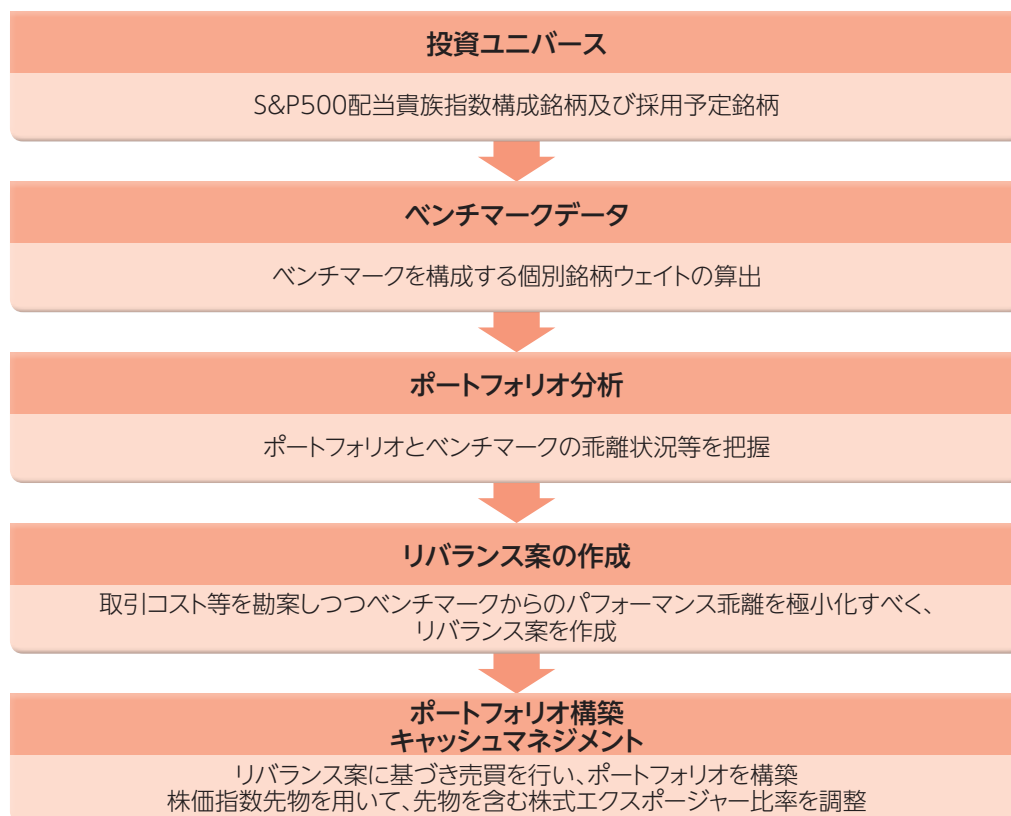 投資ユニバース
S&P500配当貴族指数構成銘柄及び採用予定銘柄
ベンチマークデータ
ベンチマークを構成する個別銘柄ウェイトの算出
ポートフォリオ分析
ポートフォリオとベンチマークの乖離状況等を把握
リバランス案の作成
取引コスト等を勘案しつつベンチマークからのパフォーマンス乖離を極小化すべく、
リバランス案を作成
ポートフォリオ構築
キャッシュマネジメント
リバランス案に基づき売買を行い、ポートフォリオを構築
株価指数先物を用いて、先物を含む株式エクスポージャー比率を調整